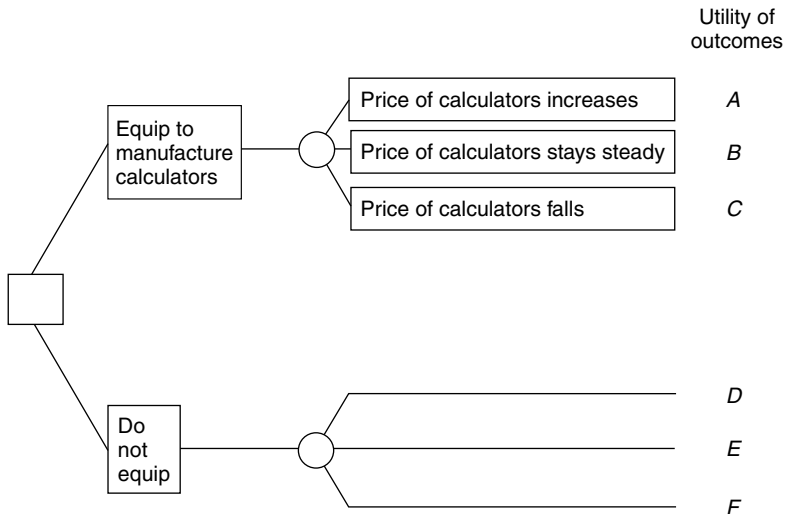 Utility of
outcomes
Equip to
manufacture
calculators
Price of calculators increases
A
Price of calculators stays steady
B
Price of calculators falls
C
Do
not
equip
D
E
F